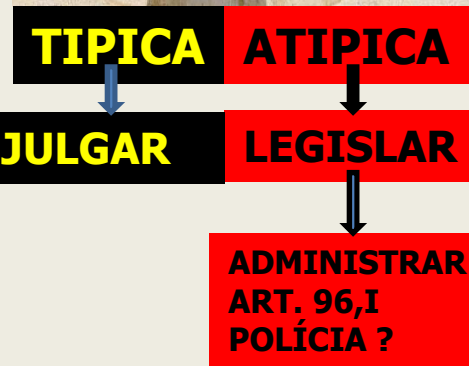 TIPICA ATIPICA
JULGAR LEGISLAR
ADMINISTRAR
ART. 96,I
POLÍCIA ?